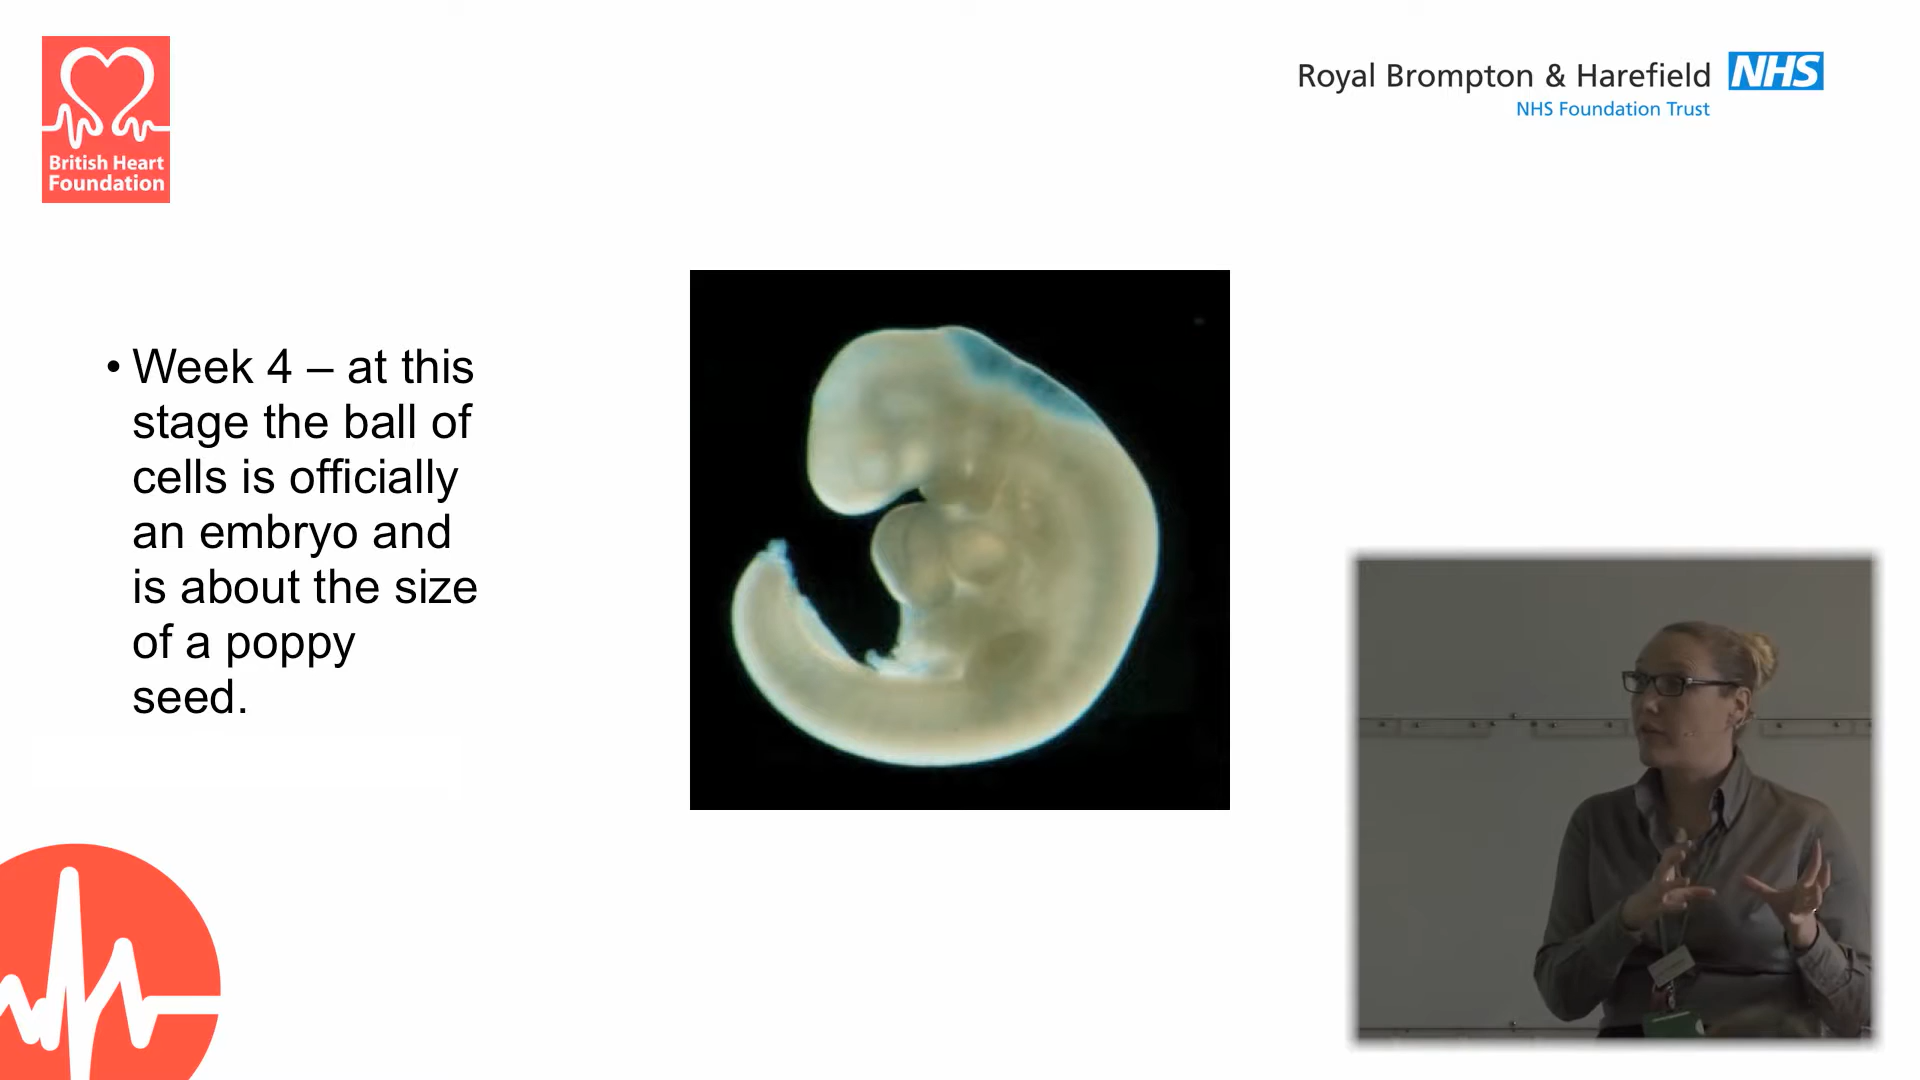 British Heart
Foundation
Royal Brompton & Harefield NHS
NHS Foundation Trust
• Week 4 – at this
stage the ball of
cells is officially
an embryo and
is about the size
of a poppy
seed.